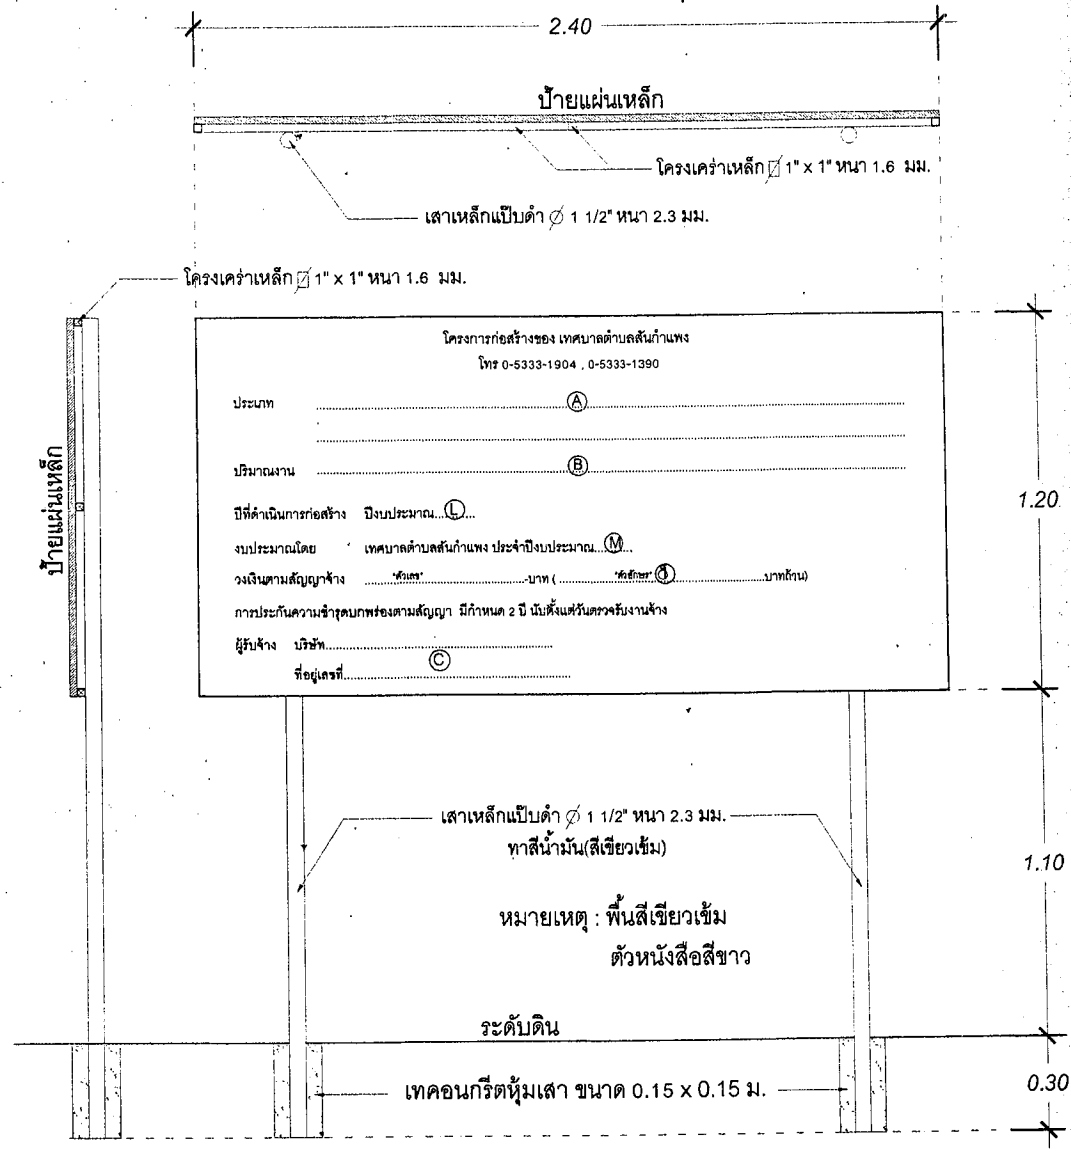 2.40
ป้ายแผ่นเหล็ก
โครงเคร่าเหล็ก 1" x 1" หนา 1.6 มม.
เสาเหล็กแป๊บดำ ∅ 1 1/2" หนา 2.3 มม.
โครงเคร่าเหล็ก 1" x 1" หนา 1.6 มม.
โครงการก่อสร้างของ เทศบาลตำบลสันกำแพง
โทร 0-5333-1904 , 0-5333-1390
ประเภท A
ปริมาณงาน B
ปีที่ดำเนินการก่อสร้าง ปีงบประมาณ...L...
งบประมาณโดย เทศบาลตำบลสันกำแพง ประจำปีงบประมาณ...M...
วงเงินตามสัญญาจ้าง ......"ตัวเลข"......-บาท (......"ตัวอักษร"......บาทถ้วน)
การประกันความชำรุดบกพร่องตามสัญญา มีกำหนด 2 ปี นับตั้งแต่วันตรวจรับงานจ้าง
ผู้รับจ้าง บริษัท......
C
ที่อยู่เลขที่......
ป้ายแผ่นเหล็ก
1.20
เสาเหล็กแป๊บดำ ∅ 1 1/2" หนา 2.3 มม.
ทาสีน้ำมัน(สีเขียวเข้ม)
1.10
หมายเหตุ : พื้นสีเขียวเข้ม
ตัวหนังสือสีขาว
ระดับดิน
เทคอนกรีตหุ้มเสา ขนาด 0.15 x 0.15 ม.
0.30